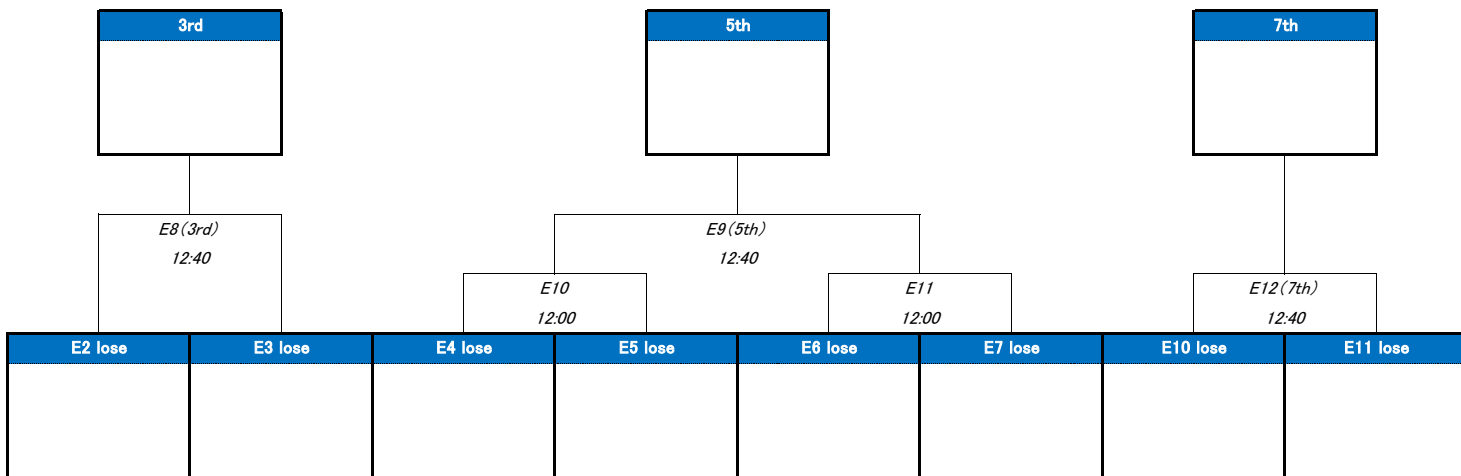 3rd
5th
7th
E8(3rd)
12:40
E9(5th)
12:40
E10
12:00
E11
12:00
E12(7th)
12:40
E2 lose
E3 lose
E4 lose
E5 lose
E6 lose
E7 lose
E10 lose
E11 lose